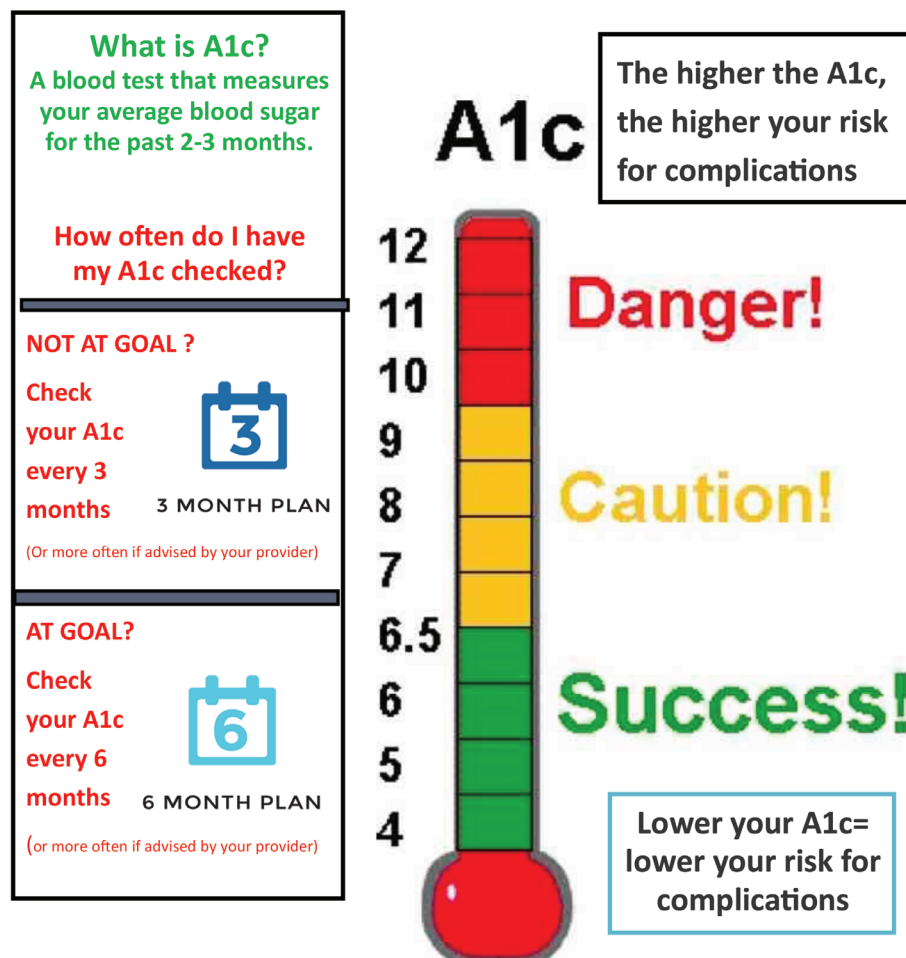 What is A1c?
A blood test that measures
your average blood sugar
for the past 2-3 months.
How often do I have
my A1c checked?
NOT AT GOAL ?
Check
your A1c
every 3
months
3
3 MONTH PLAN
(Or more often if advised by your provider)
AT GOAL?
Check
your A1c
every 6
months
6
6 MONTH PLAN
(or more often if advised by your provider)
A1c
The higher the A1c,
the higher your risk
for complications
12
11
10
9
8
7
6.5
6
5
4
Danger!
Caution!
Success!
Lower your A1c=
lower your risk for
complications